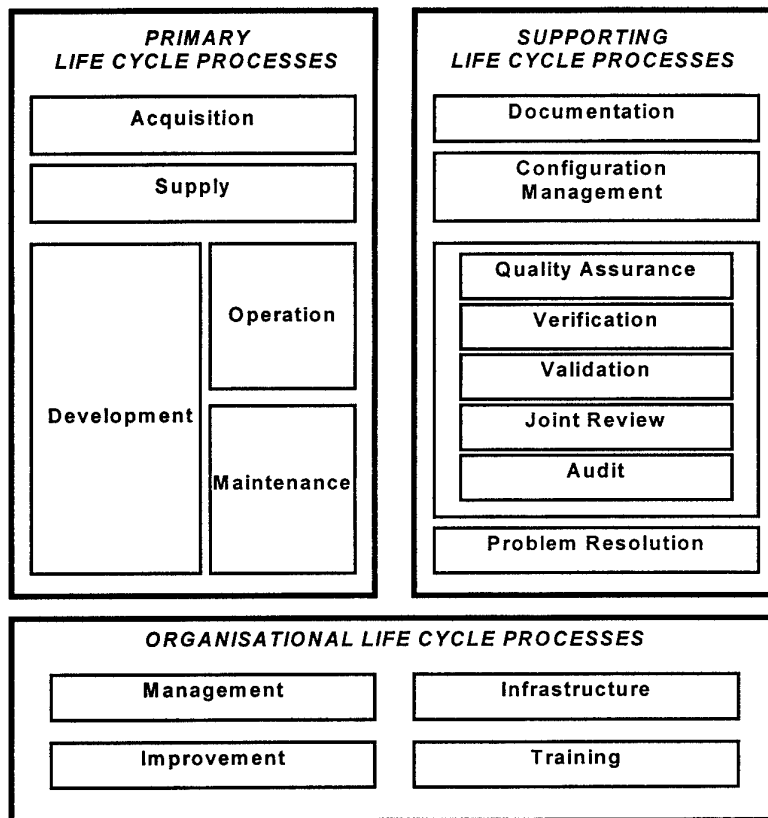 PRIMARY
LIFE CYCLE PROCESSES
Acquisition
Supply
Development
Operation
Maintenance
SUPPORTING
LIFE CYCLE PROCESSES
Documentation
Configuration
Management
Quality Assurance
Verification
Validation
Joint Review
Audit
Problem Resolution
ORGANISATIONAL LIFE CYCLE PROCESSES
Management
Infrastructure
Improvement
Training